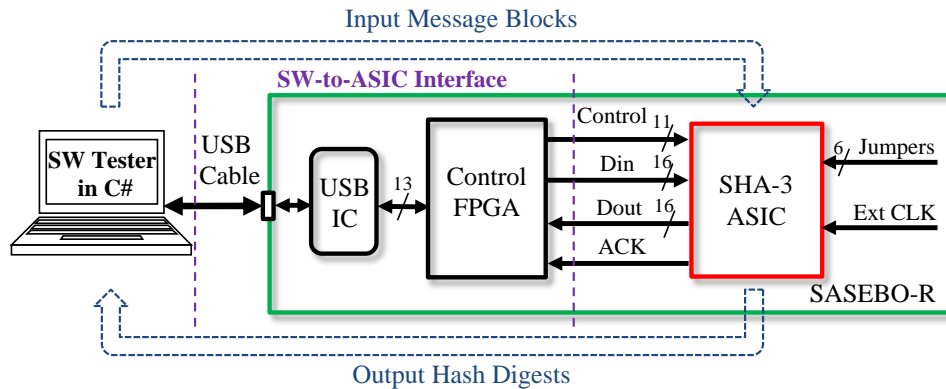 Input Message Blocks
SW-to-ASIC Interface
SW Tester
in C#
USB
Cable
USB
IC
13
Control
FPGA
Control
11
Din
16
Dout
16
ACK
SHA-3
ASIC
6
Jumpers
Ext CLK
SASEBO-R
Output Hash Digests